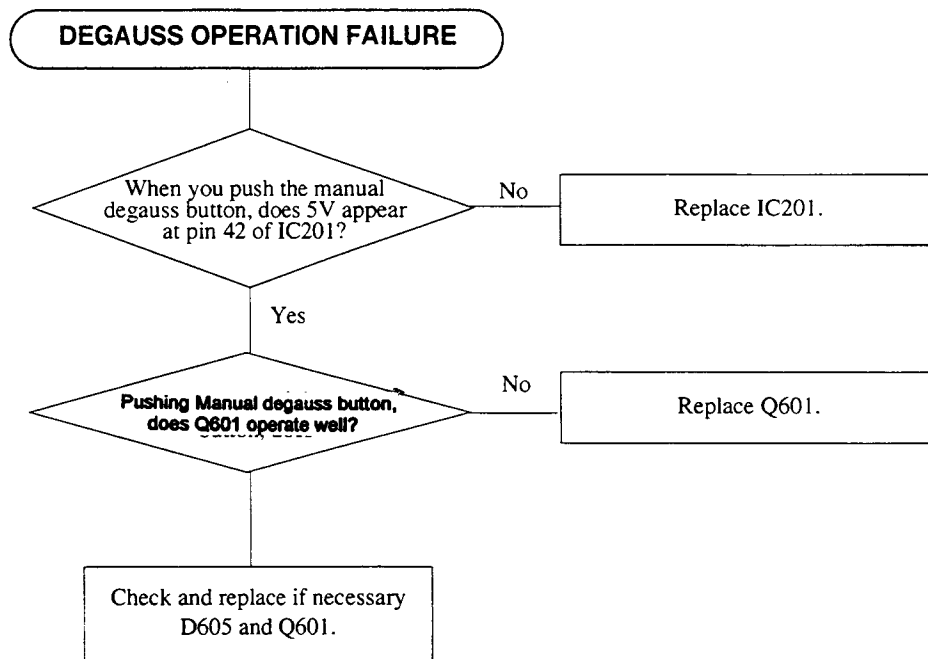 DEGAUSS OPERATION FAILURE
When you push the manual
degauss button, does 5V appear
at pin 42 of IC201?
No
Replace IC201.
Yes
Pushing Manual degauss button,
does Q601 operate well?
No
Replace Q601.
Check and replace if necessary
D605 and Q601.